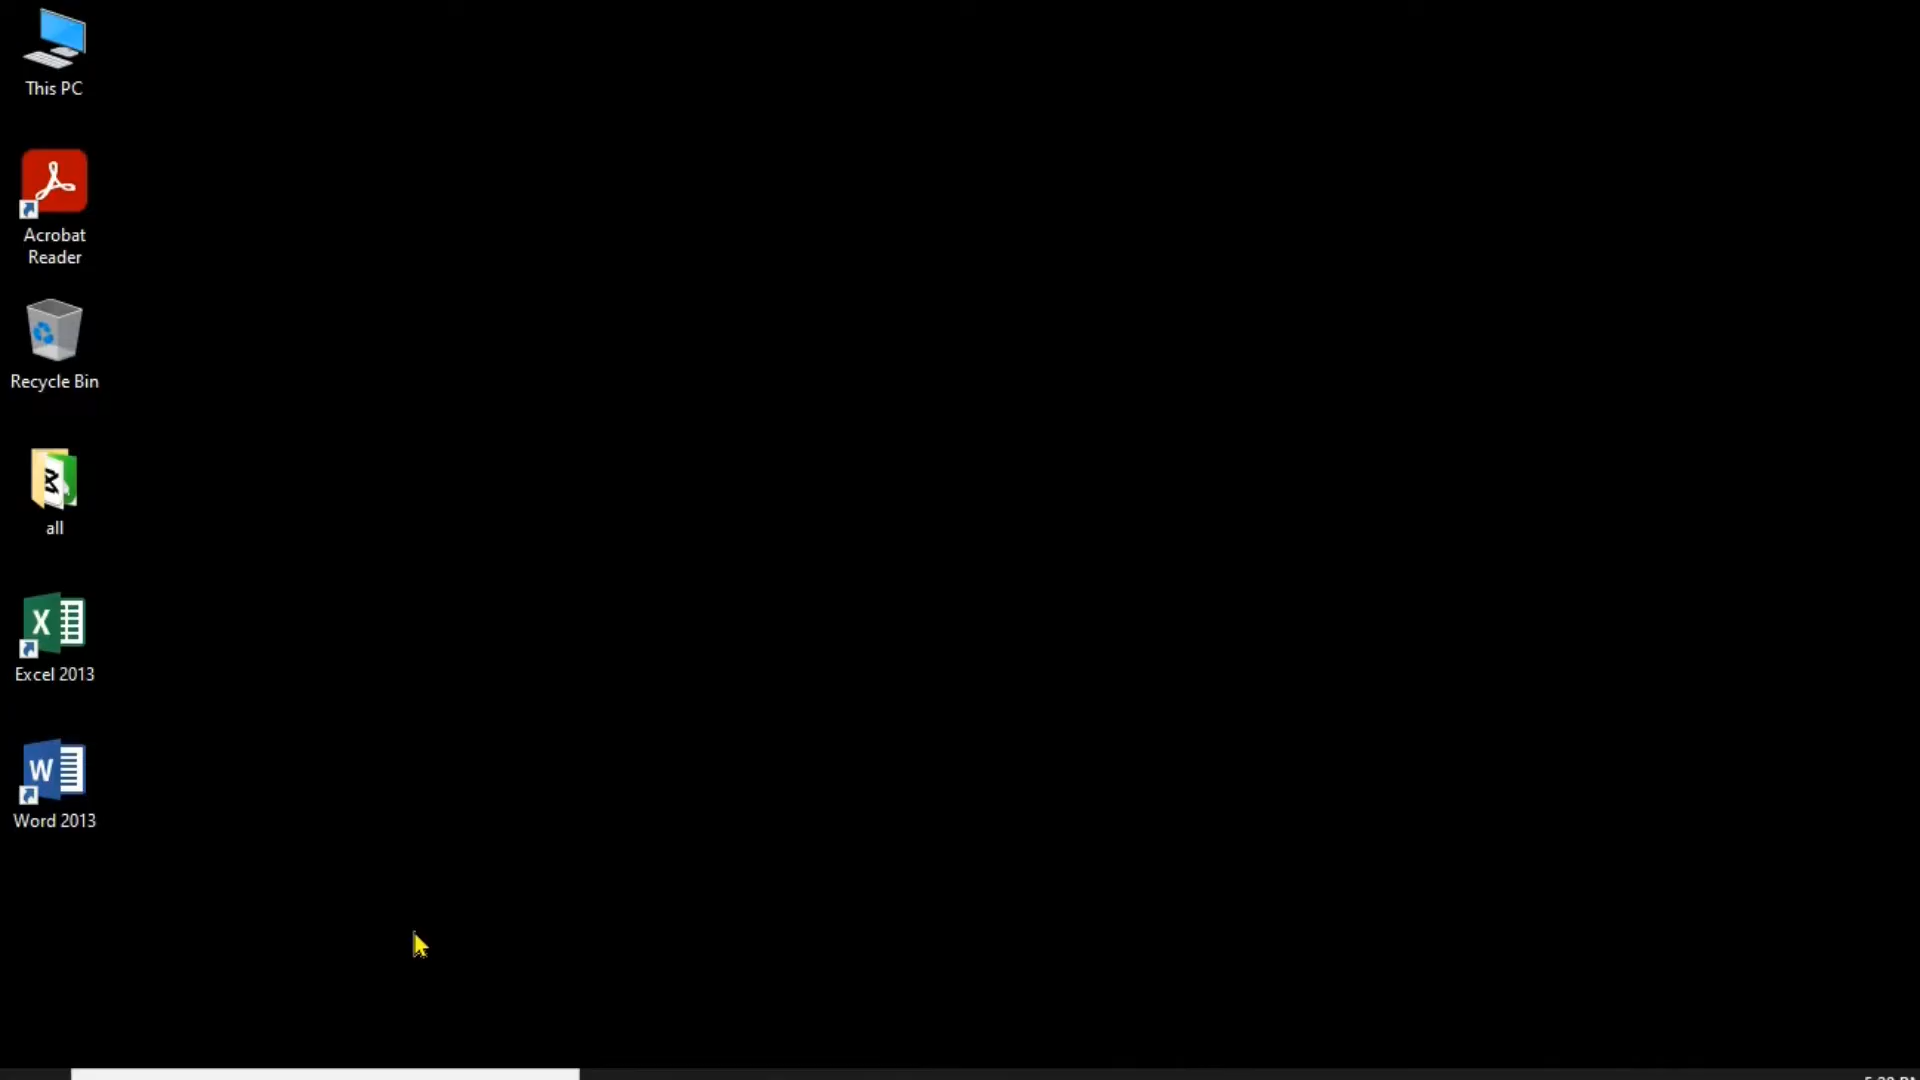 This PC
Acrobat
Reader
Recycle Bin
all
X
Excel 2013
W
Word 2013